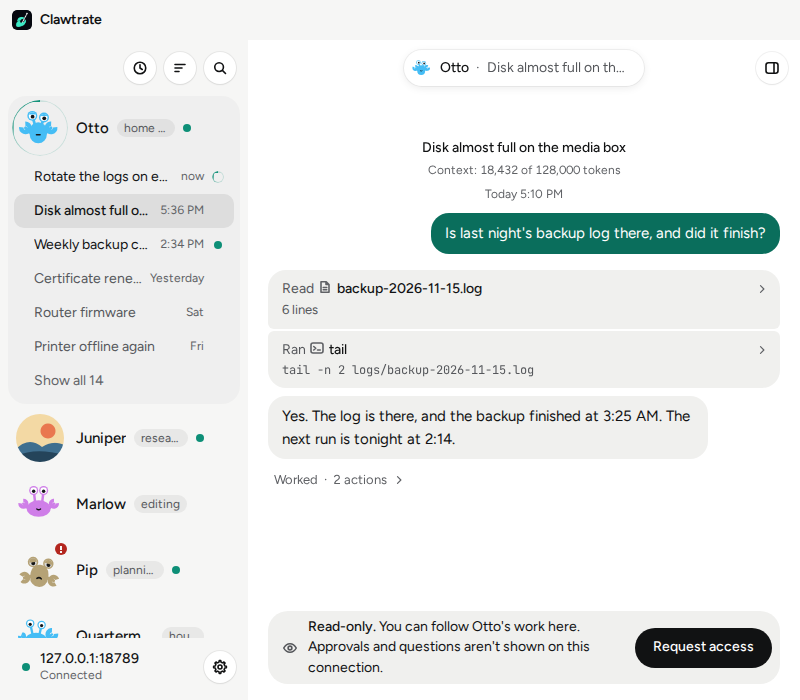 Clawtrate
Otto · Disk almost full on th...
Otto home ...
Rotate the logs on e... now
Disk almost full o... 5:36 PM
Weekly backup c... 2:34 PM
Certificate rene... Yesterday
Router firmware Sat
Printer offline again Fri
Show all 14
Juniper resea...
Marlow editing
Pip planni...
Quarterm hou
127.0.0.1:18789
Connected
Disk almost full on the media box
Context: 18,432 of 128,000 tokens
Today 5:10 PM
Is last night's backup log there, and did it finish?
Read backup-2026-11-15.log
6 lines
Ran tail
tail -n 2 logs/backup-2026-11-15.log
Yes. The log is there, and the backup finished at 3:25 AM. The
next run is tonight at 2:14.
Worked · 2 actions
Read-only. You can follow Otto's work here.
Approvals and questions aren't shown on this
connection.
Request access